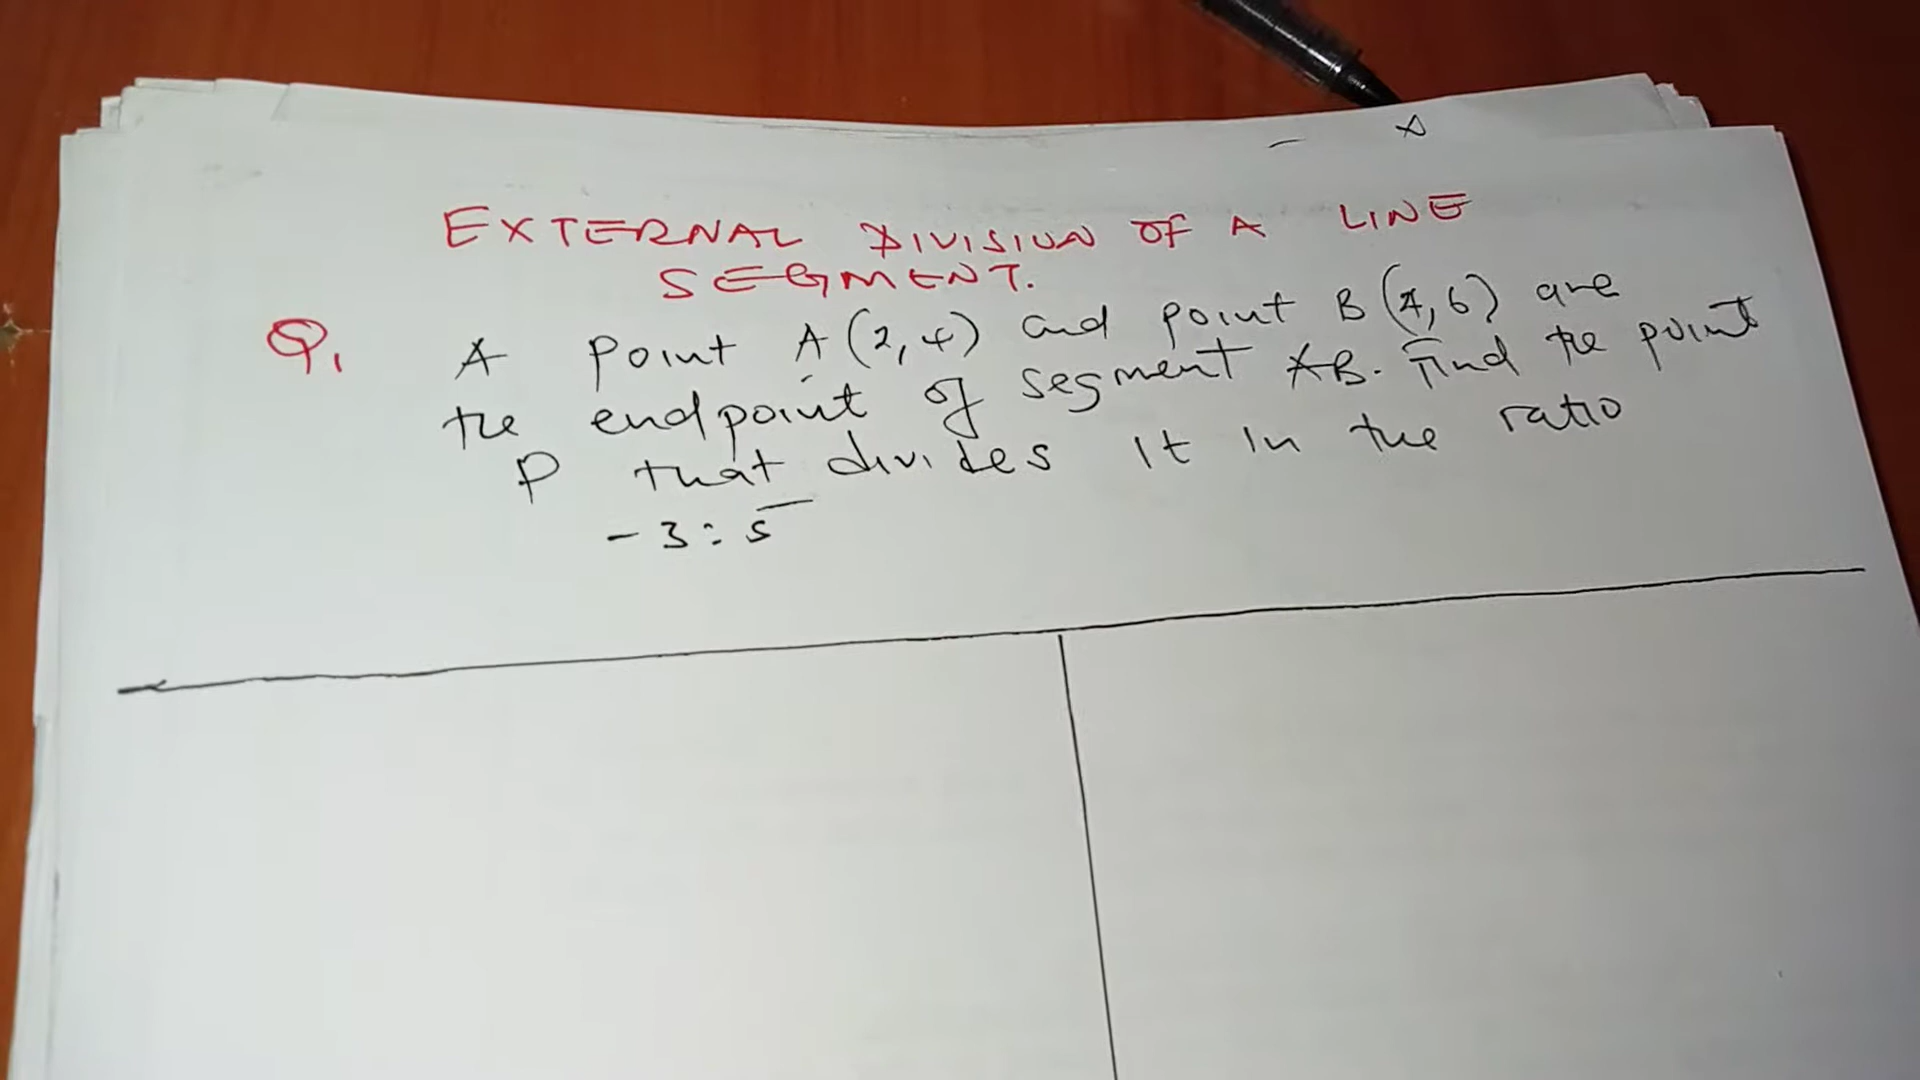 EXTERNAL DIVISION OF A LINE
SEGMENT.
Q1 A point A(2,4) and point B(4,6) are
the endpoint of segment AB. Find the point
P that divides it in the ratio
-3:5